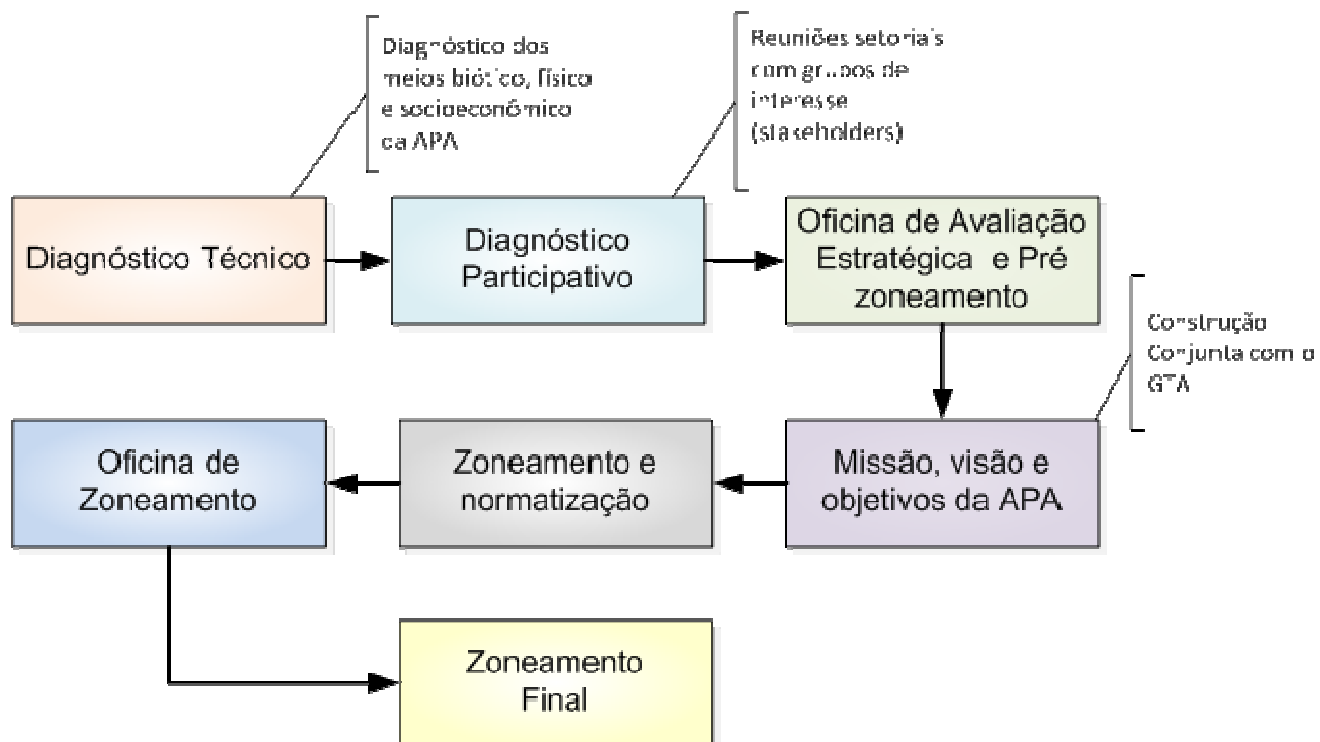 Diagnóstico dos
meios biótico, físico
e socioeconômico
da APA
Reuniões setoriais
com grupos de
interesse
(stakeholders)
Diagnóstico Técnico
Diagnóstico
Participativo
Oficina de Avaliação
Estratégica e Pré
zoneamento
Construção
Conjunta com o
GTA
Missão, visão e
objetivos da APA
Zoneamento e
normatização
Oficina de
Zoneamento
Zoneamento
Final